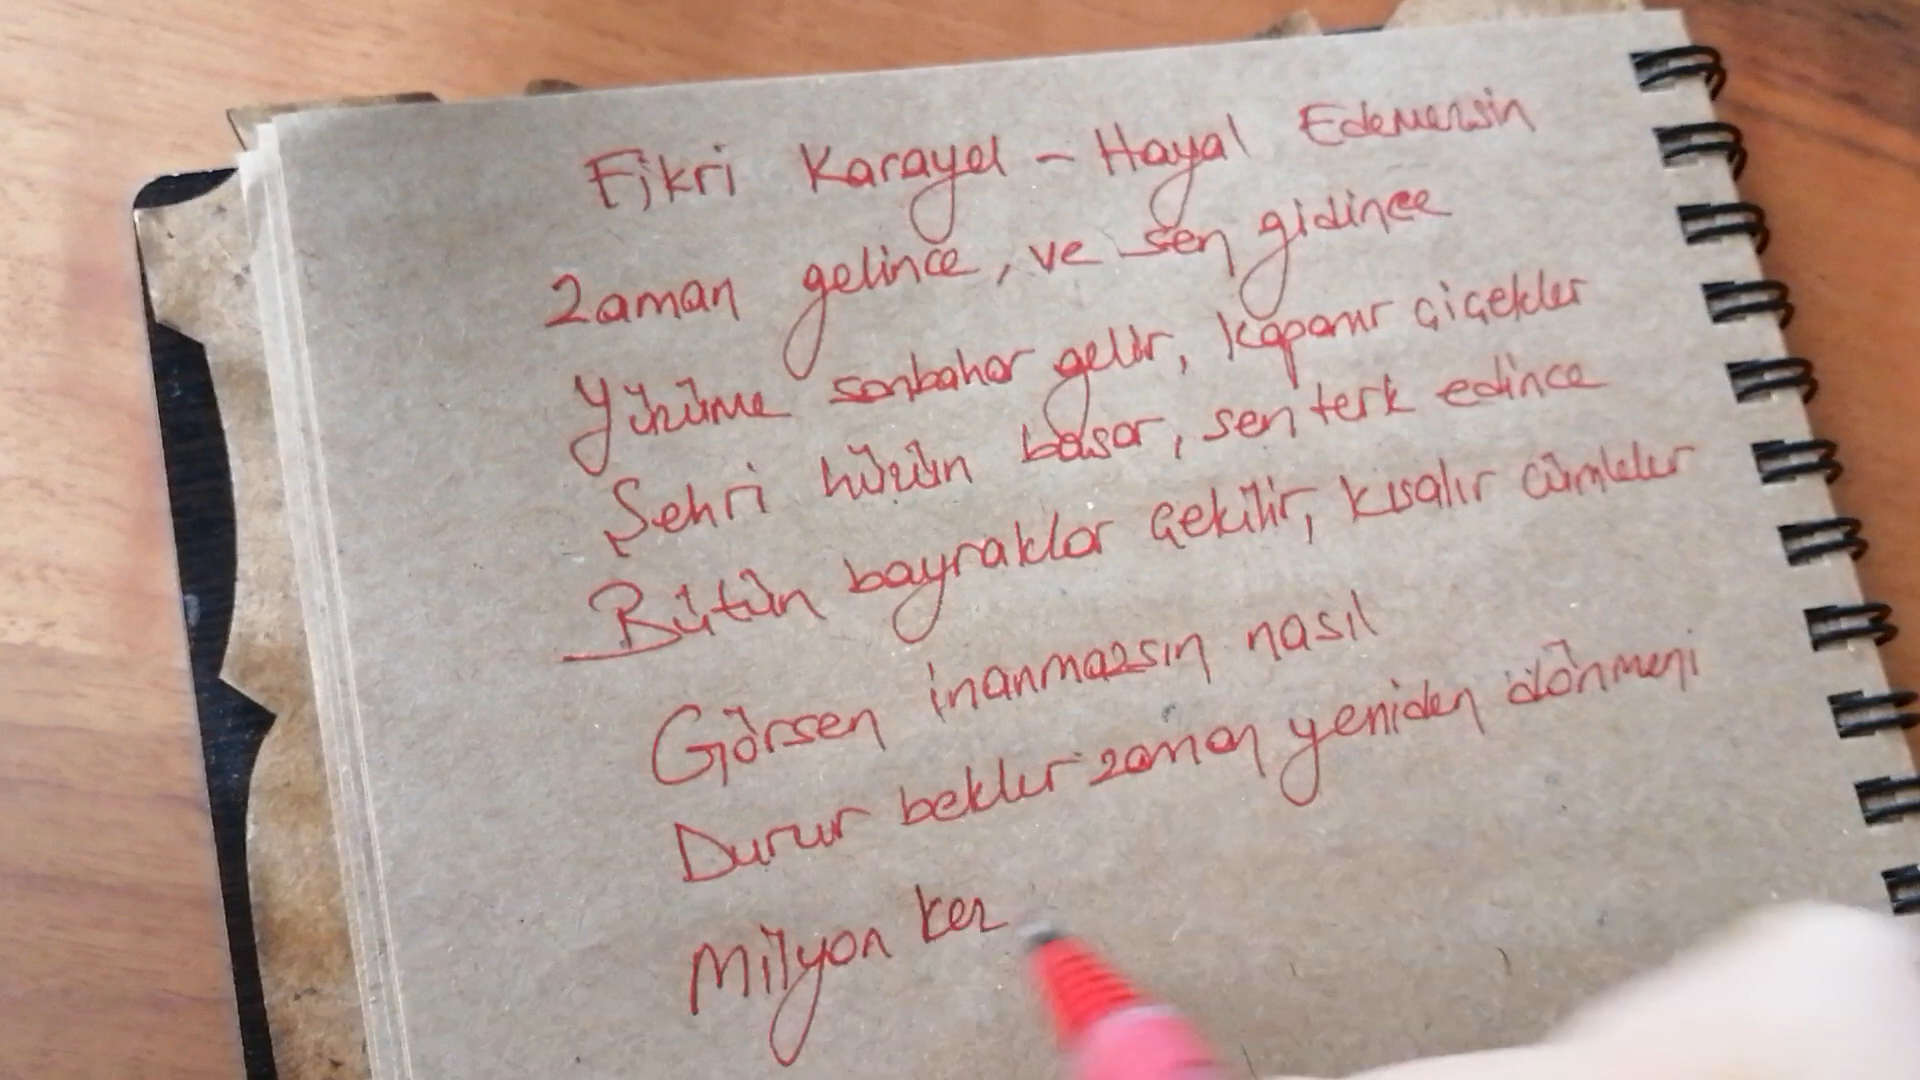 Fikri Karayel - Hayal Edemezsin
Zaman gelince, ve sen gidince
Yüzüme sonbahar gelir, kapanır çiçekler
Şehri hüzün basar, sen terk edince
Bütün bayraklar çekilir, kısalır cümleler
Görsen inanmazsın nasıl
Durur bekler zaman yeniden dönmeni
Milyon kez